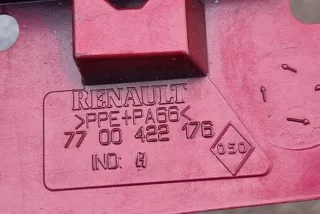 RENAULT
>PPE+PA66<
77 00 422 176
050
IND: A